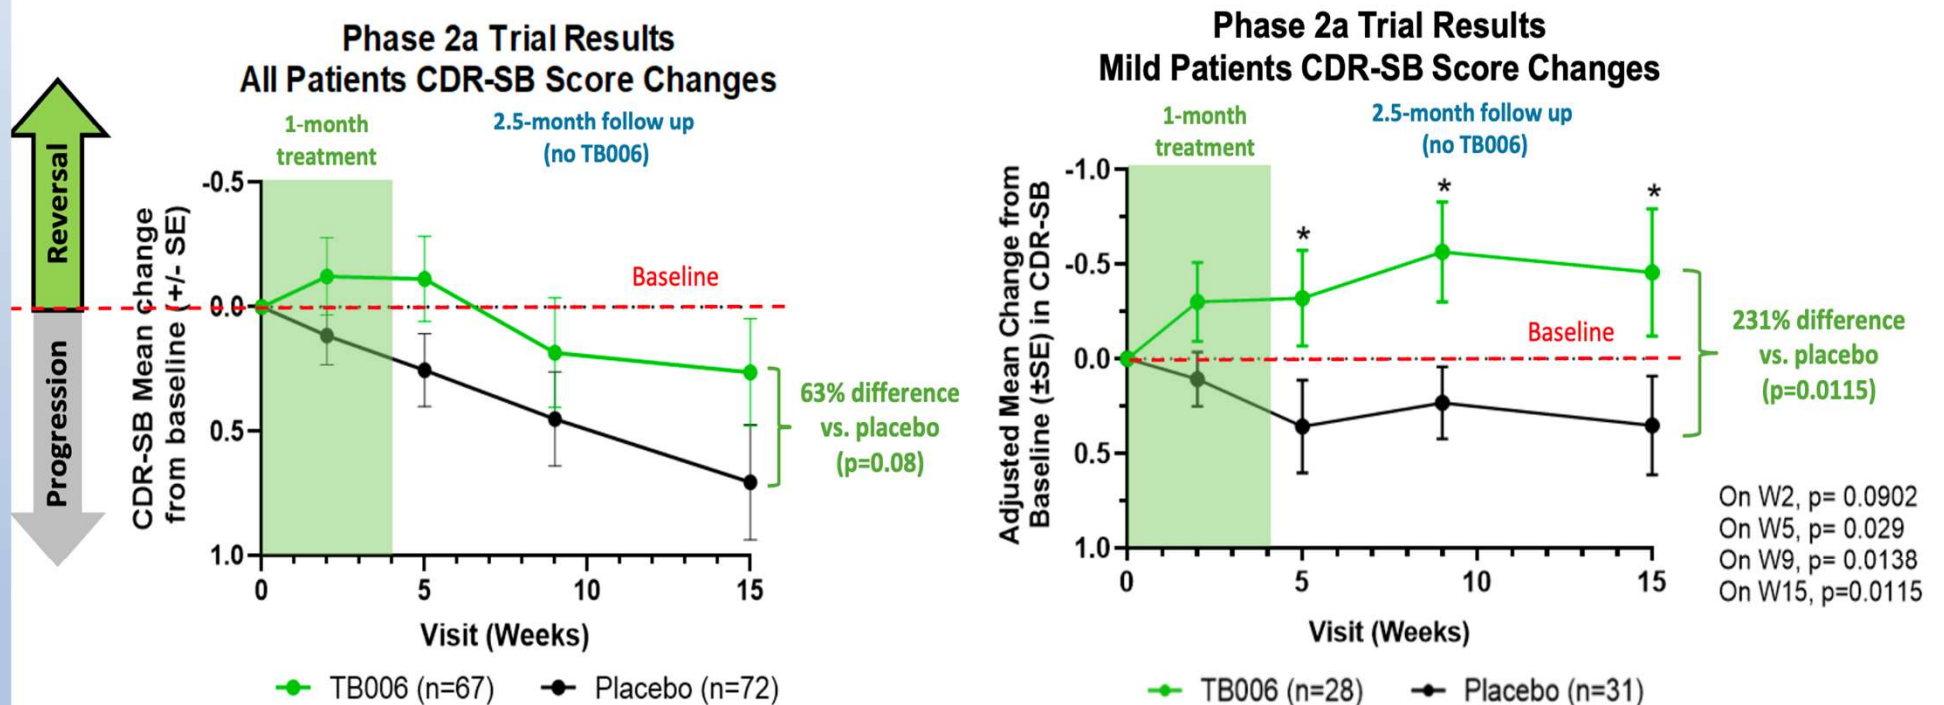 Phase 2a Trial Results
All Patients CDR-SB Score Changes
1-month
treatment
2.5-month follow up
(no TB006)
Reversal
Progression
CDR-SB Mean change
from baseline (+/- SE)
-0.5
0.0
0.5
1.0
Baseline
63% difference
vs. placebo
(p=0.08)
0
5
10
15
Visit (Weeks)
TB006 (n=67)
Placebo (n=72)
Phase 2a Trial Results
Mild Patients CDR-SB Score Changes
1-month
treatment
2.5-month follow up
(no TB006)
Adjusted Mean Change from
Baseline (±SE) in CDR-SB
-1.0
-0.5
0.0
0.5
1.0
*
*
*
Baseline
231% difference
vs. placebo
(p=0.0115)
On W2, p= 0.0902
On W5, p= 0.029
On W9, p= 0.0138
On W15, p=0.0115
0
5
10
15
Visit (Weeks)
TB006 (n=28)
Placebo (n=31)